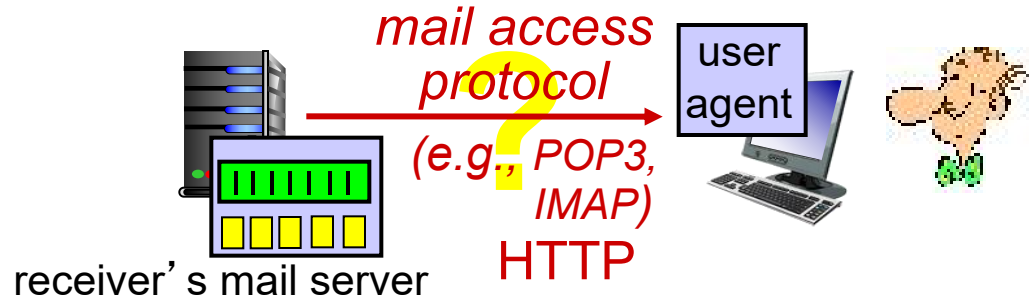 mail access
protocol
?
(e.g., POP3,
IMAP)
HTTP
user
agent
receiver’s mail server